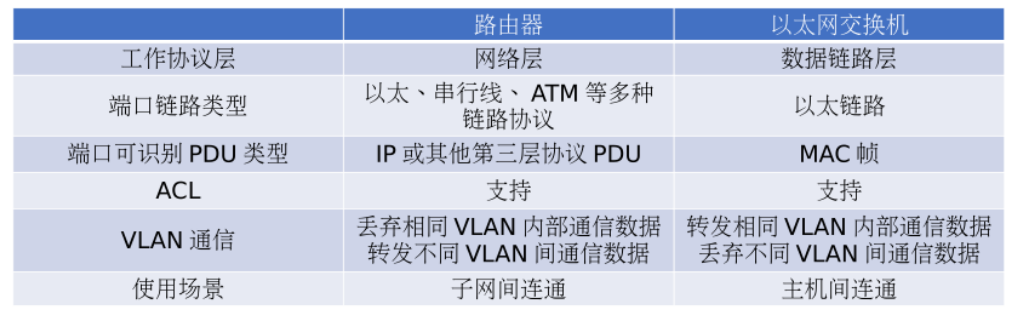 路由器 以太网交换机
工作协议层 网络层 数据链路层
端口链路类型 以太、串行线、ATM 等多种
链路协议 以太链路
端口可识别 PDU 类型 IP 或其他第三层协议 PDU MAC 帧
ACL 支持 支持
VLAN 通信 丢弃相同 VLAN 内部通信数据
转发不同 VLAN 间通信数据 转发相同 VLAN 内部通信数据
丢弃不同 VLAN 间通信数据
使用场景 子网间连通 主机间连通